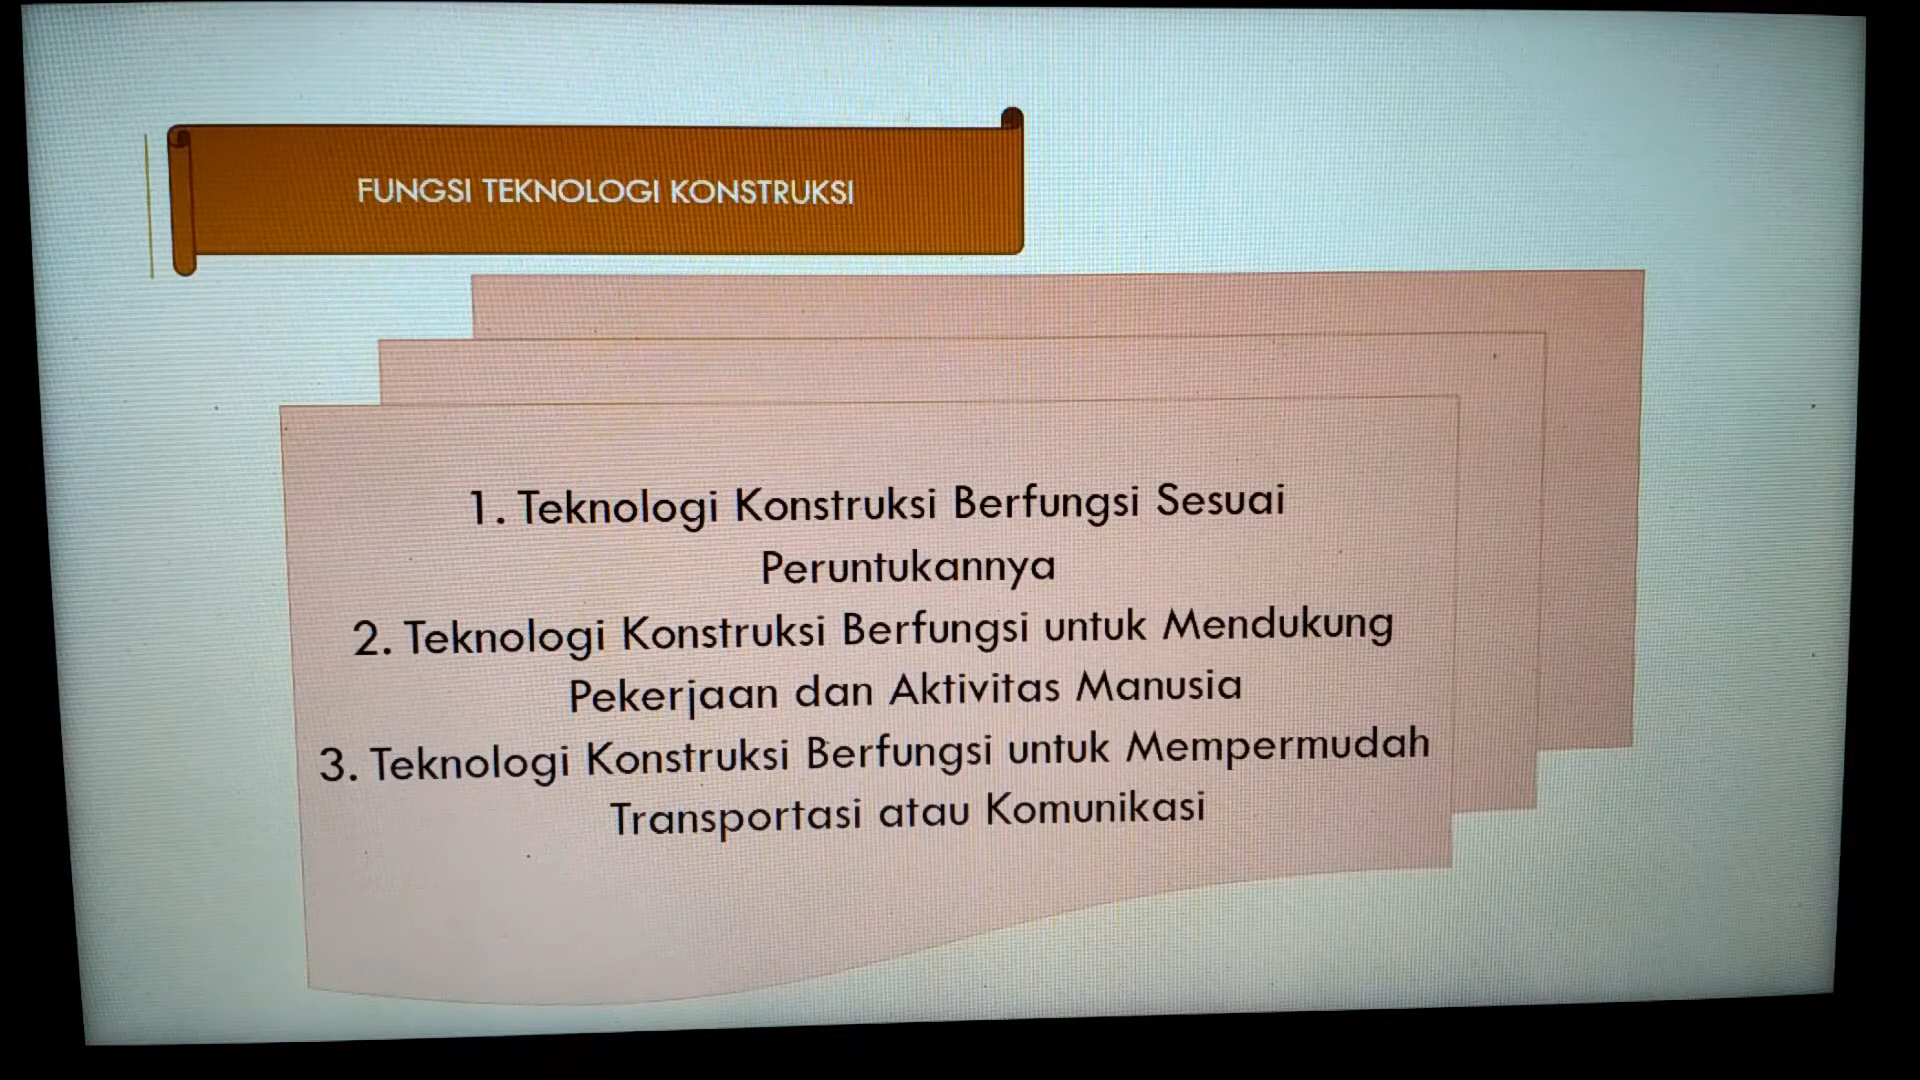 FUNGSI TEKNOLOGI KONSTRUKSI
1. Teknologi Konstruksi Berfungsi Sesuai
Peruntukannya
2. Teknologi Konstruksi Berfungsi untuk Mendukung
Pekerjaan dan Aktivitas Manusia
3. Teknologi Konstruksi Berfungsi untuk Mempermudah
Transportasi atau Komunikasi